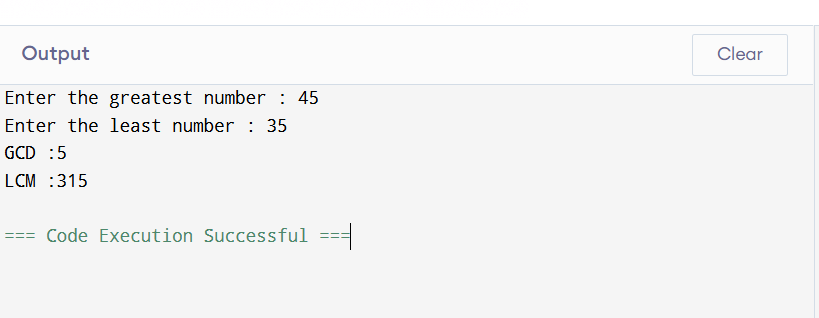 Output
Clear
Enter the greatest number : 45
Enter the least number : 35
GCD :5
LCM :315
=== Code Execution Successful ===